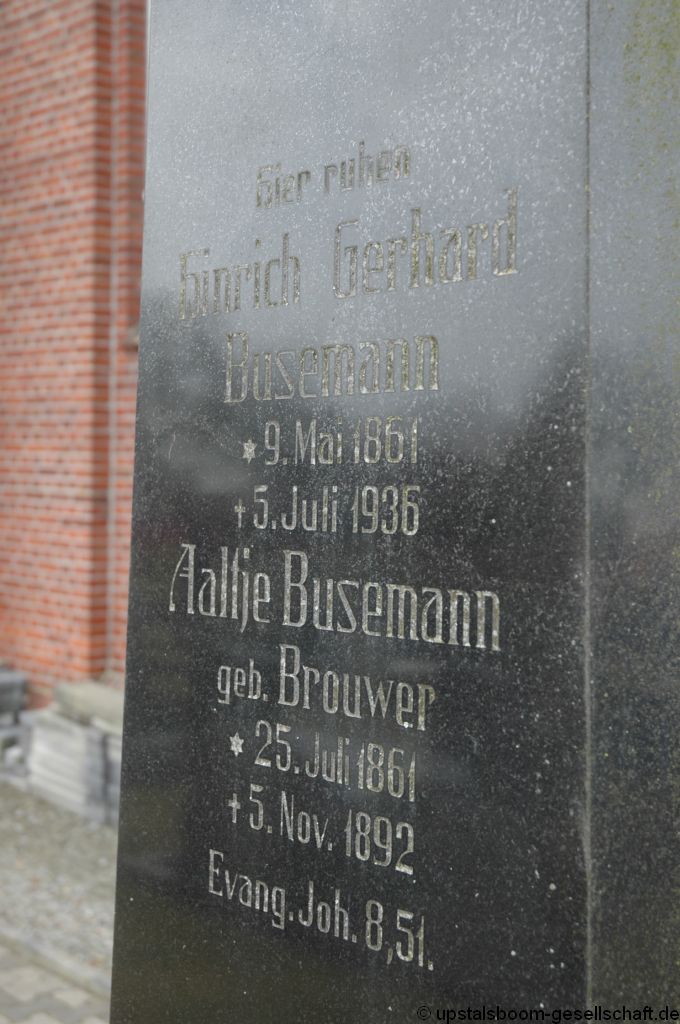 Hier ruben
Hinrich Gerhard
Busemann
* 9. Mai 1861
† 5. Juli 1936
Aaltje Busemann
geb. Brouwer
* 25. Juli 1861
† 5. Nov. 1892
Evang. Joh. 8,51.
© upstalsboom-gesellschaft.de